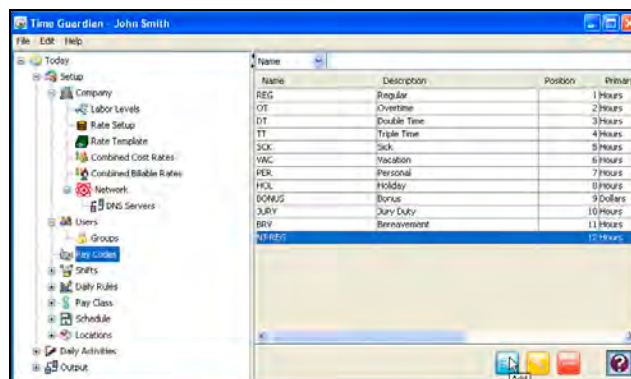 Time Guardian - John Smith
File Edit Help
Today
Setup
Company
Labor Levels
Rate Setup
Rate Template
Combined Cost Rates
Combined Billable Rates
Network
DNS Servers
Users
Groups
Pay Codes
Shifts
Daily Rules
Pay Class
Schedule
Locations
Daily Activities
Output
Name
Name Description Position Primar
REG Regular 1 Hours
OT Overtime 2 Hours
DT Double Time 3 Hours
TT Triple Time 4 Hours
SCK Sick 5 Hours
VAC Vacation 6 Hours
PER Personal 7 Hours
HOL Holiday 8 Hours
BONUS Bonus 9 Dollars
JURY Jury Duty 10 Hours
BRV Bereavement 11 Hours
NT-REG 12 Hours
Add